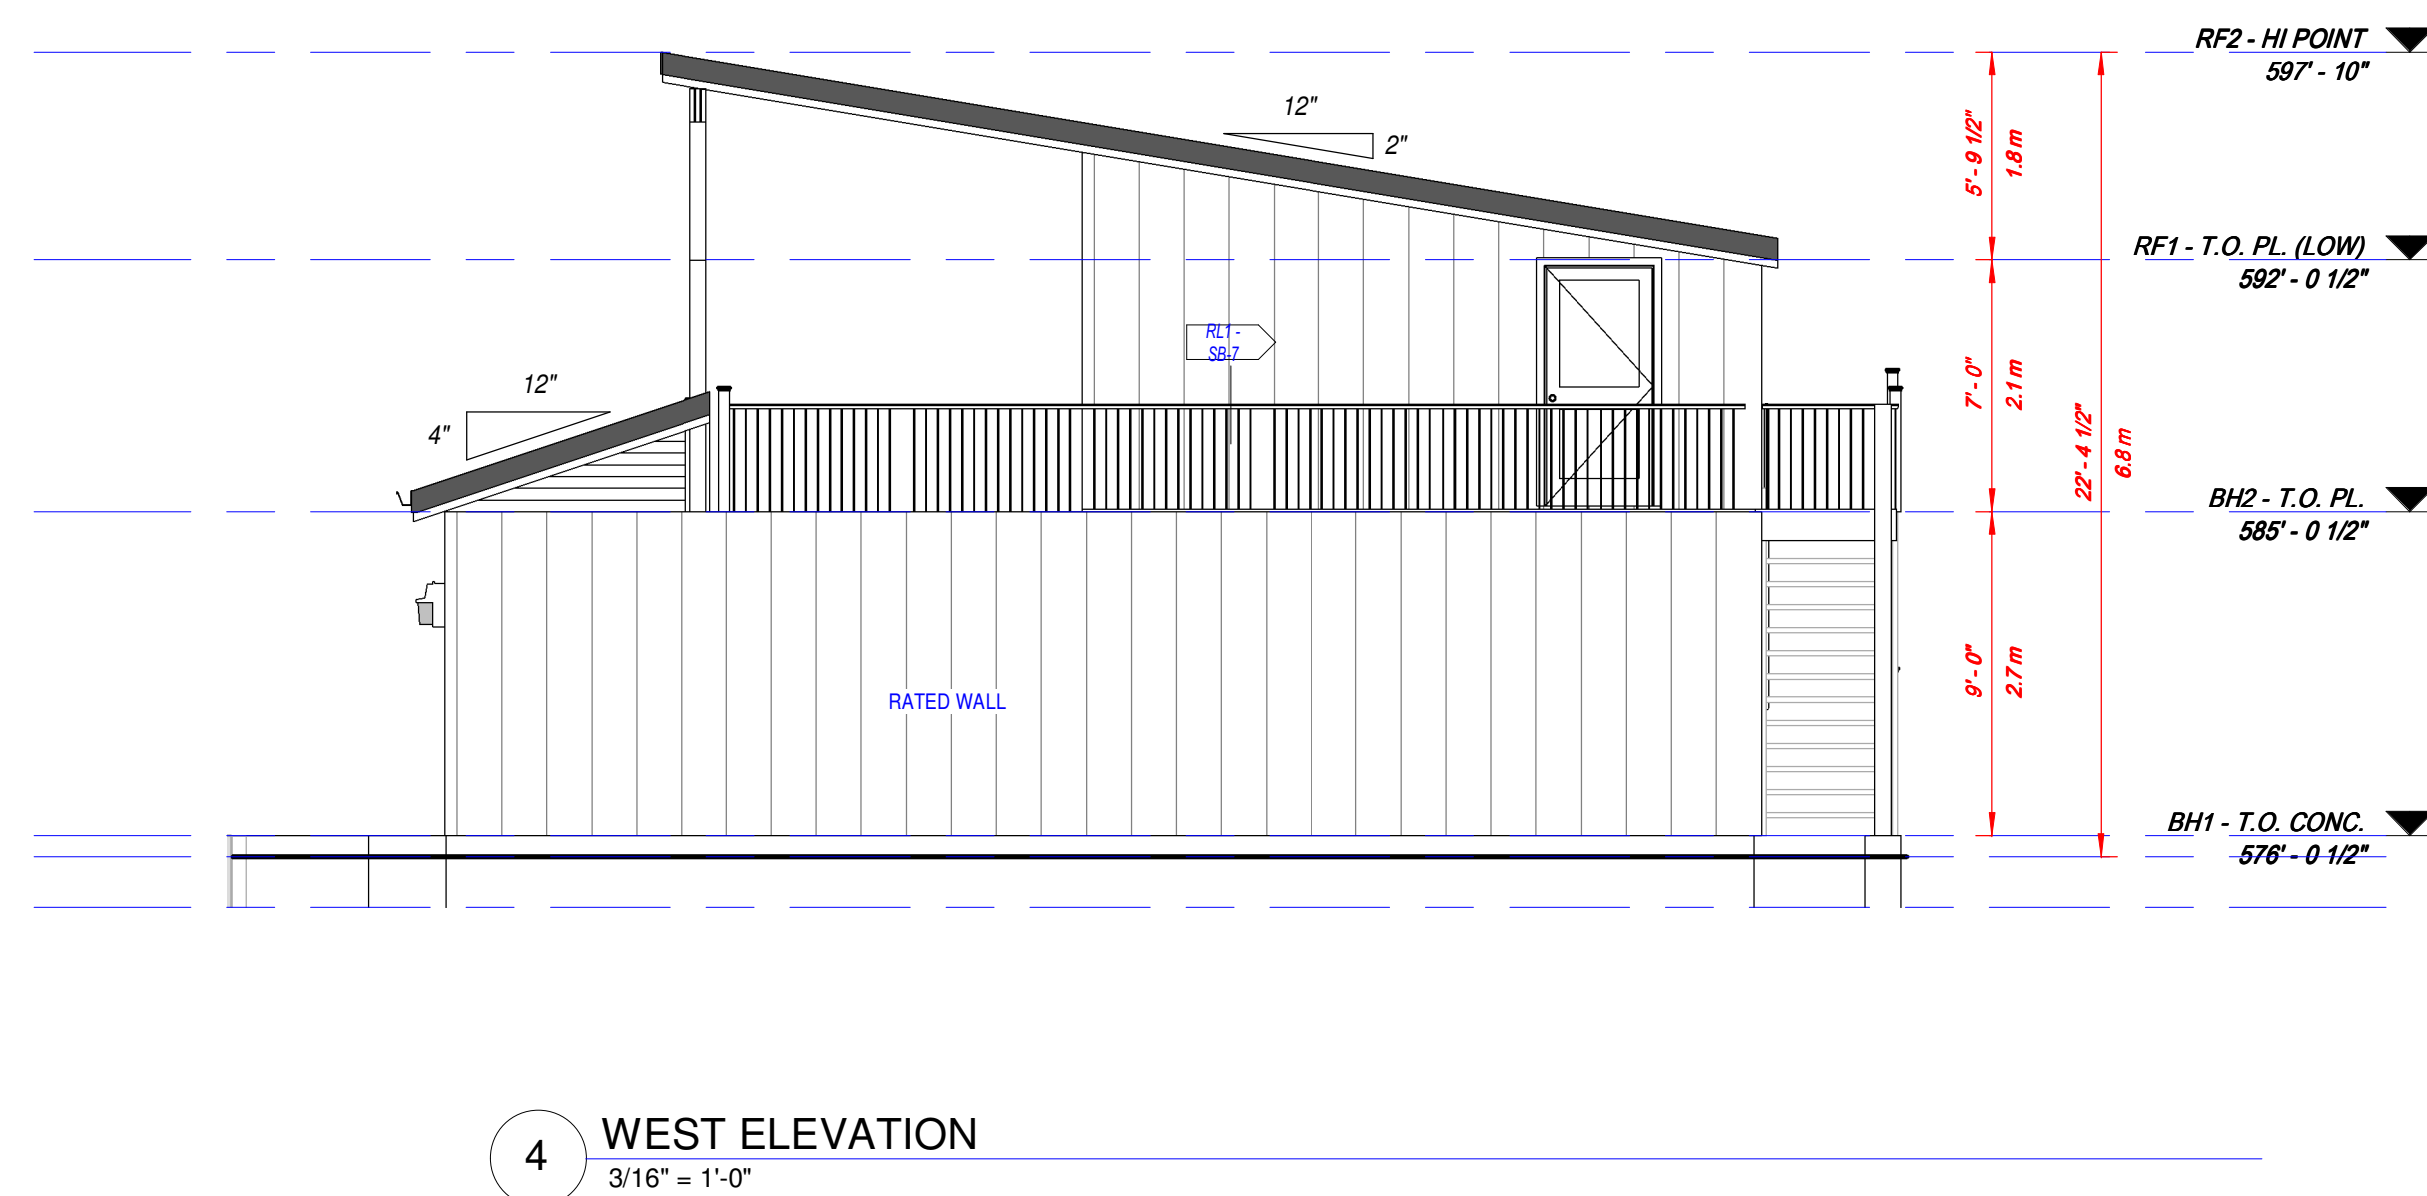 RF2 - HI POINT
597' - 10"
12"
2"
5' - 9 1/2"
1.8 m
RF1 - T.O. PL. (LOW)
592' - 0 1/2"
RL1 -
SB-7
12"
4"
7' - 0"
2.1 m
22' - 4 1/2"
6.8 m
BH2 - T.O. PL.
585' - 0 1/2"
RATED WALL
9' - 0"
2.7 m
BH1 - T.O. CONC.
576' - 0 1/2"
4
WEST ELEVATION
3/16" = 1'-0"